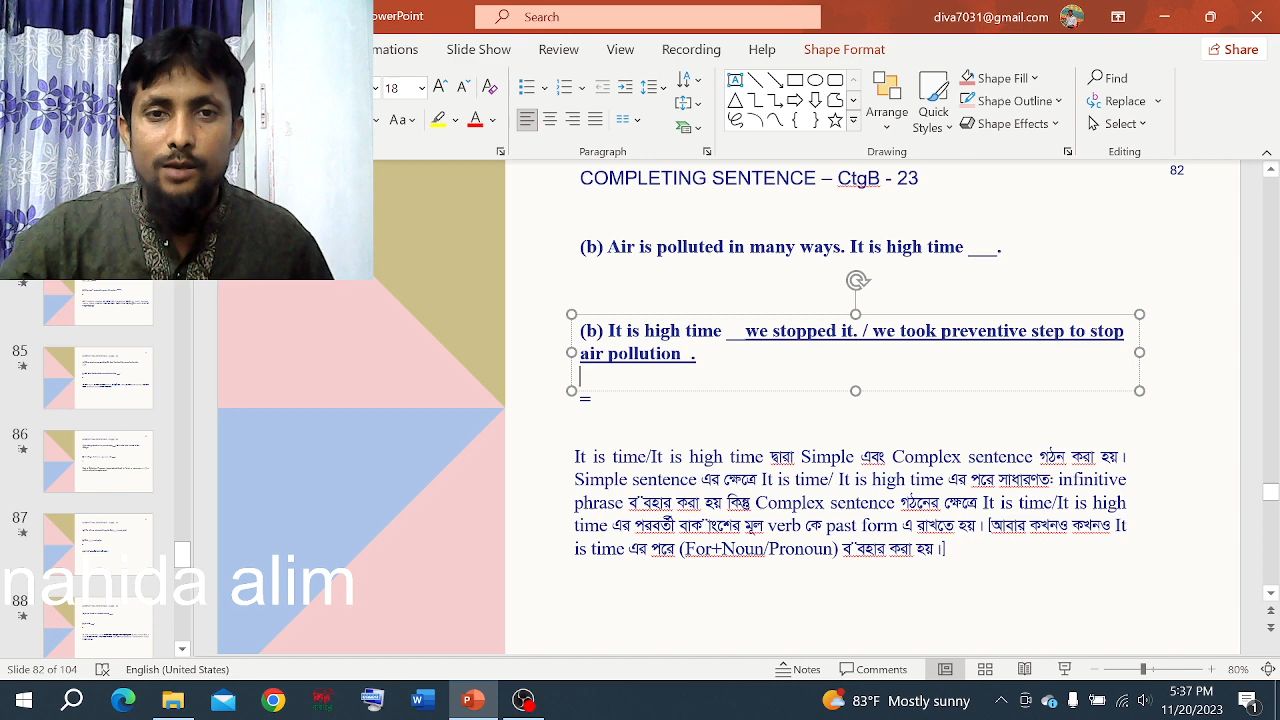 PowerPoint
Search
diva7031@gmail.com
mations Slide Show Review View Recording Help Shape Format Share
18 A A A
Aa A
Paragraph
Arrange
Quick
Styles
Shape Fill
Shape Outline
Shape Effects
Drawing
Find
Replace
Select
Editing
COMPLETING SENTENCE – CtgB - 23
82
(b) Air is polluted in many ways. It is high time ___.
(b) It is high time __we stopped it. / we took preventive step to stop
air pollution_.
=
It is time/It is high time দ্বারা Simple এবং Complex sentence গঠন করা হয়।
Simple sentence এর ক্ষেত্রে It is time/ It is high time এর পরে সাধারণত: infinitive
phrase ব¨বহার করা হয় কিন্তু Complex sentence গঠনের ক্ষেত্রে It is time/It is high
time এর পরবর্তী বাক¨াংশের মূল verb কে past form এ রাখতে হয়। [আবার কখনও কখনও It
is time এর পরে (For+Noun/Pronoun) ব¨বহার করা হয়।]
85
86
87
88
nahida alim
Slide 82 of 104 English (United States) Notes Comments 80%
83°F Mostly sunny
3:37 PM
11/20/2023